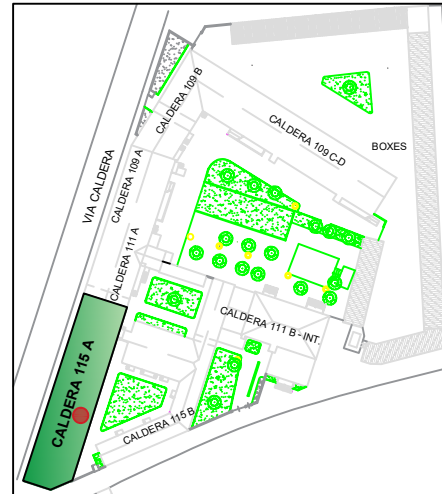 CALDERA 109 B
CALDERA 109 C-D
BOXES
VIA CALDERA
CALDERA 109 A
CALDERA 111 A
CALDERA 111 B - INT.
CALDERA 115 A
CALDERA 115 B